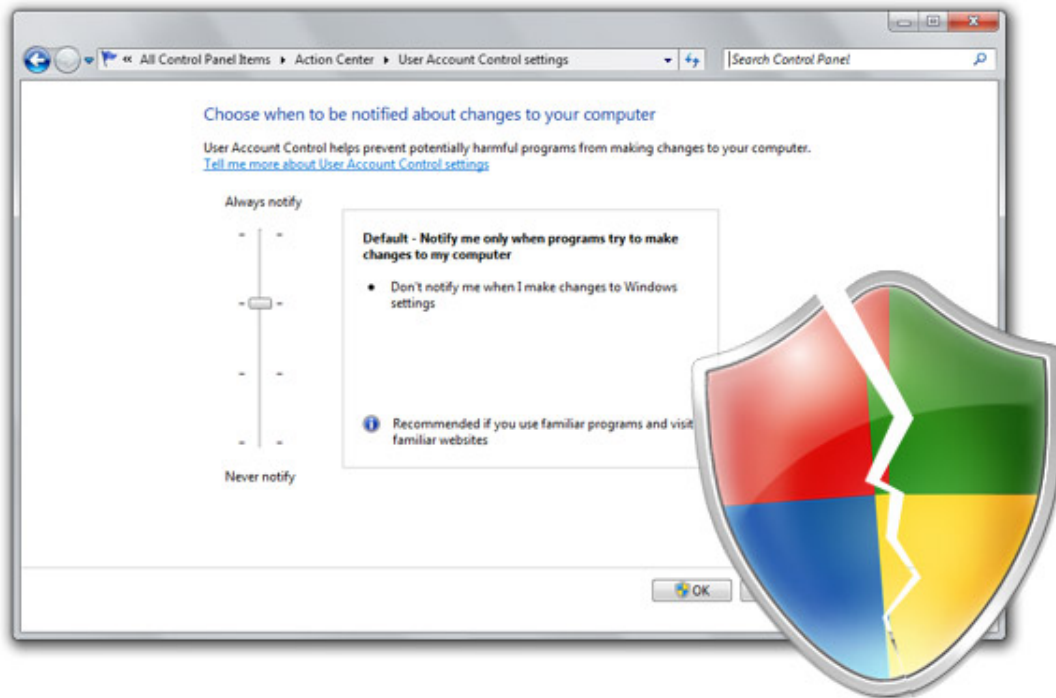 « All Control Panel Items ▸ Action Center ▸ User Account Control settings
Search Control Panel
Choose when to be notified about changes to your computer
User Account Control helps prevent potentially harmful programs from making changes to your computer.
Tell me more about User Account Control settings
Always notify
Default - Notify me only when programs try to make
changes to my computer
• Don't notify me when I make changes to Windows
settings
Recommended if you use familiar programs and visit
familiar websites
Never notify
OK